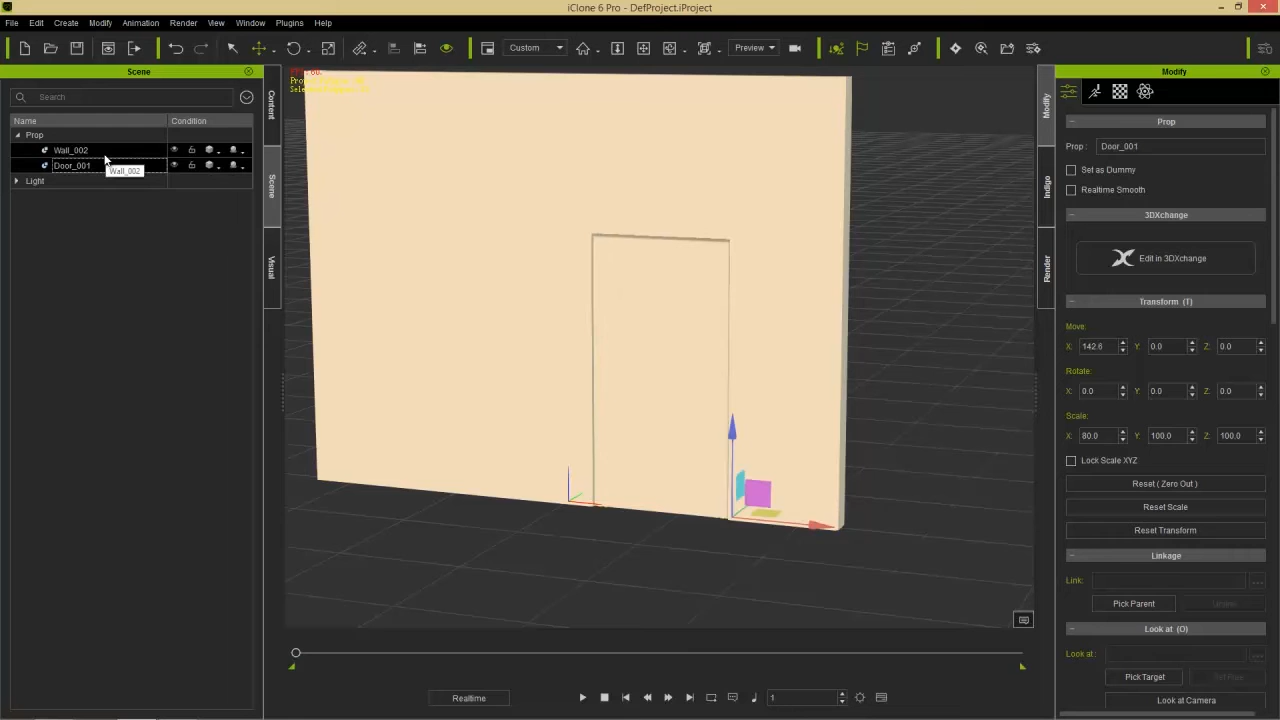 iClone 6 Pro - DefProject.iProject
File Edit Create Modify Animation Render View Window Plugins Help
Custom Preview
Scene
Modify
Search
Name Condition
Prop
Wall_002
Door_001
Wall_002
Light
Content
Scene
Visual
Modify
Indigo
Render
Prop
Prop : Door_001
Set as Dummy
Realtime Smooth
3DXchange
Edit in 3DXchange
Transform (T)
Move:
X: 142.6 Y: 0.0 Z: 0.0
Rotate:
X: 0.0 Y: 0.0 Z: 0.0
Scale:
X: 80.0 Y: 100.0 Z: 100.0
Lock Scale XYZ
Reset ( Zero Out )
Reset Scale
Reset Transform
Linkage
Link:
Pick Parent
Look at (O)
Look at :
Pick Target
Look at Camera
Realtime
1